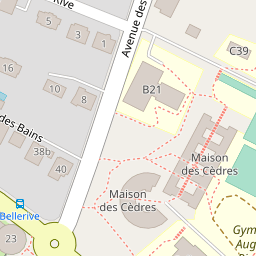 Rive
Avenue des
5
3
1
C39
16
10
8
B21
des Bains
38b
40
Maison
des Cèdres
Maison
des Cèdres
Bellerive
23
Gym
Aug
B